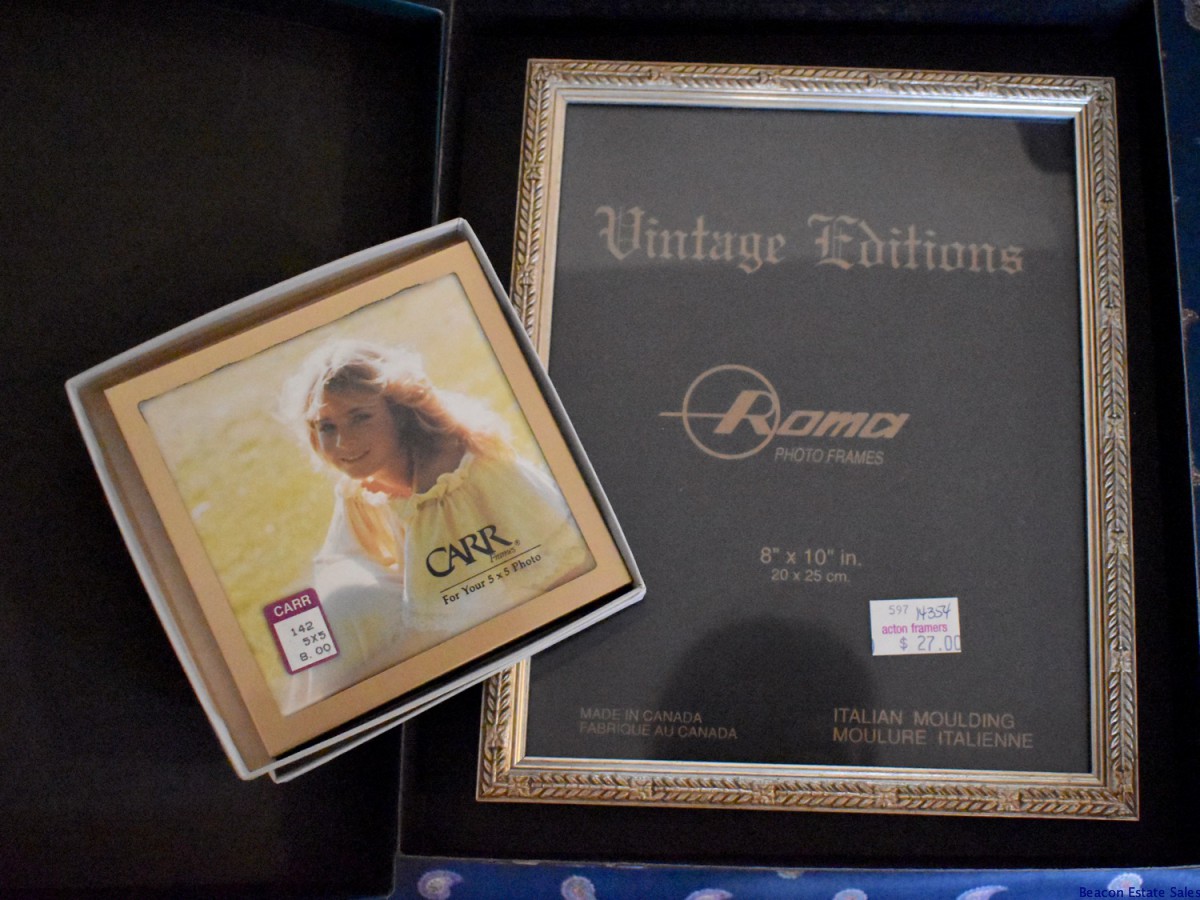 Vintage Editions
Roma
PHOTO FRAMES
8" x 10" in.
20 x 25 cm.
597 14354
acton framers
$ 27.00
MADE IN CANADA
FABRIQUE AU CANADA
ITALIAN MOULDING
MOULURE ITALIENNE
CARR
Frames®
For Your 5 x 5 Photo
CARR
142
5X5
8.00
Beacon Estate Sales